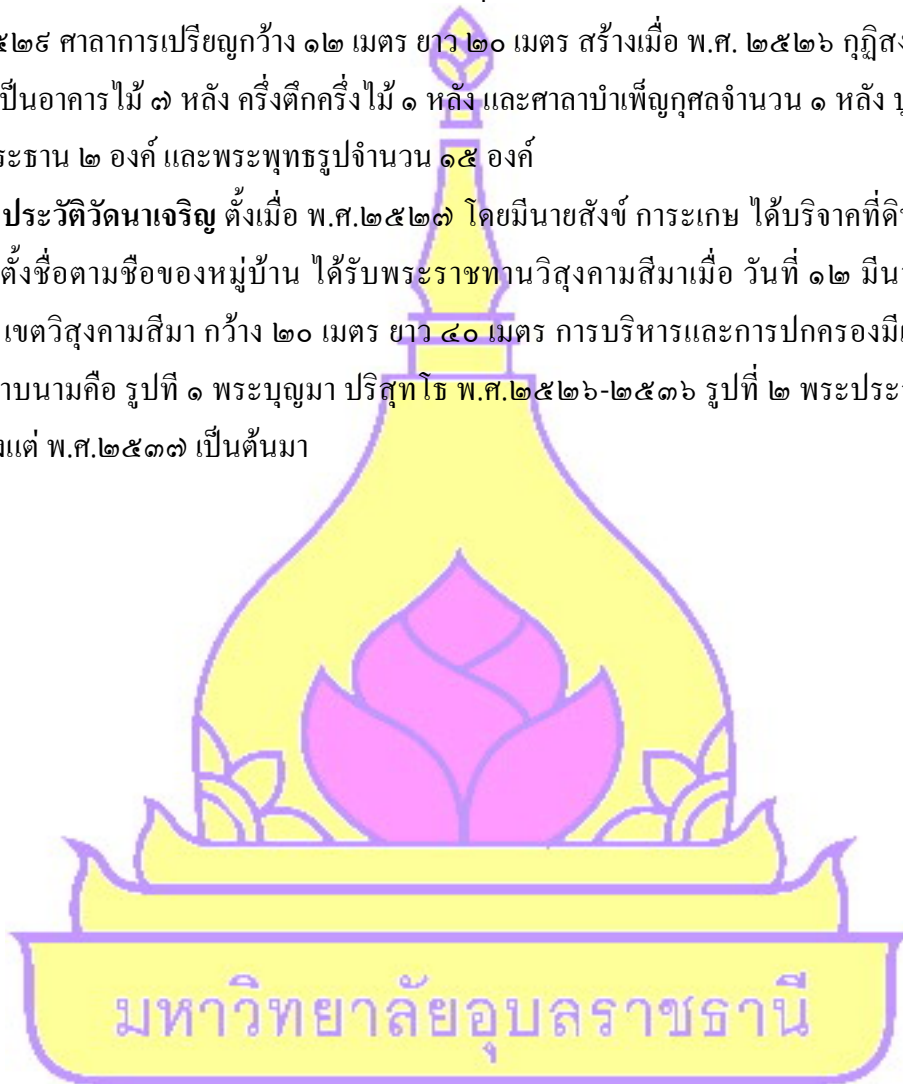 ๕๒๙ ศาลาการเปรียญกว้าง ๑๒ เมตร ยาว ๒๐ เมตร สร้างเมื่อ พ.ศ. ๒๕๒๖ กุฏิสง
เป็นอาคารไม้ ๗ หลัง ครึ่งตึกครึ่งไม้ ๑ หลัง และศาลาบำเพ็ญกุศลจำนวน ๑ หลัง
ระธาน ๒ องค์ และพระพุทธรูปจำนวน ๑๕ องค์
ประวัติวัดนาเจริญ ตั้งเมื่อ พ.ศ.๒๕๒๗ โดยมีนายสังข์ การะเกษ ได้บริจาคที่ดิ
ตั้งชื่อตามชือของหมู่บ้าน ได้รับพระราชทานวิสุงคามสีมาเมื่อ วันที่ ๑๒ มีน
เขตวิสุงคามสีมา กว้าง ๒๐ เมตร ยาว ๔๐ เมตร การบริหารและการปกครองมี
าบนามคือ รูปที ๑ พระบุญมา ปริสุทโธ พ.ศ.๒๕๒๖-๒๕๓๖ รูปที่ ๒ พระประ
งแต่ พ.ศ.๒๕๓๗ เป็นต้นมา
มหาวิทยาลัยอุบลราชธานี